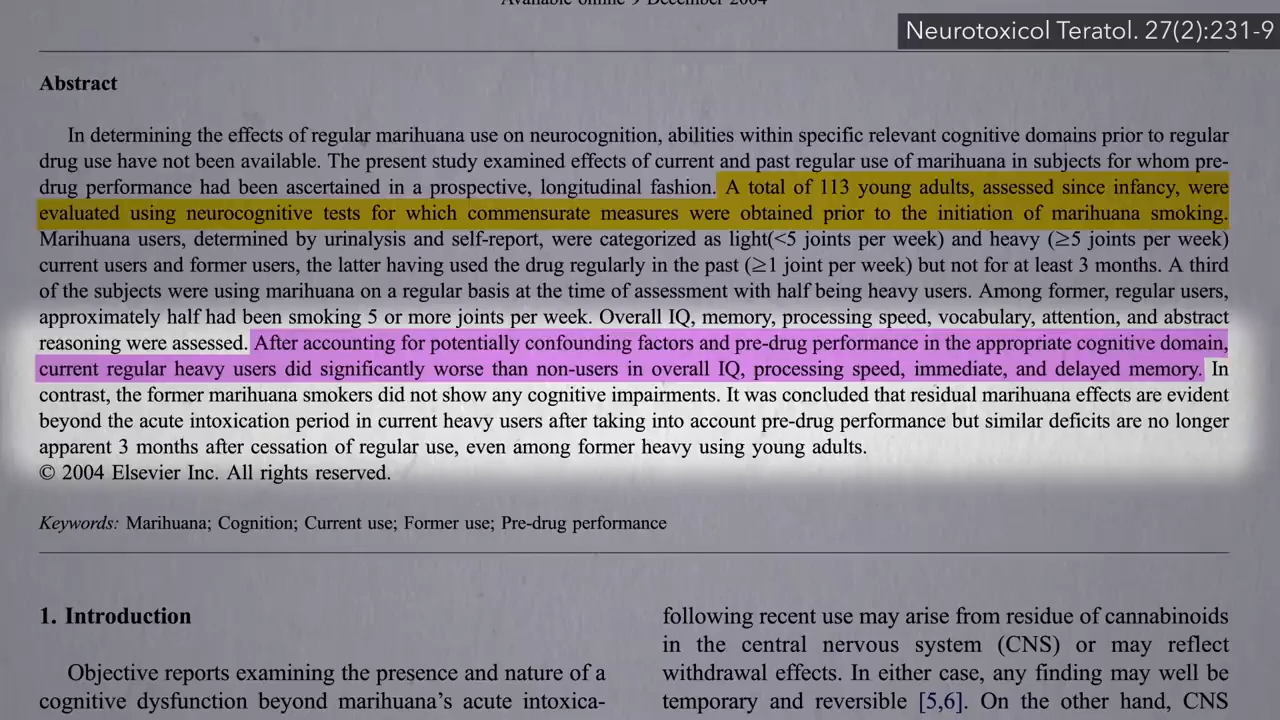 Available online 9 December 2004
Neurotoxicol Teratol. 27(2):231-9
Abstract
In determining the effects of regular marihuana use on neurocognition, abilities within specific relevant cognitive domains prior to regular
drug use have not been available. The present study examined effects of current and past regular use of marihuana in subjects for whom pre-
drug performance had been ascertained in a prospective, longitudinal fashion. A total of 113 young adults, assessed since infancy, were
evaluated using neurocognitive tests for which commensurate measures were obtained prior to the initiation of marihuana smoking.
Marihuana users, determined by urinalysis and self-report, were categorized as light(<5 joints per week) and heavy (≥5 joints per week)
current users and former users, the latter having used the drug regularly in the past (≥1 joint per week) but not for at least 3 months. A third
of the subjects were using marihuana on a regular basis at the time of assessment with half being heavy users. Among former, regular users,
approximately half had been smoking 5 or more joints per week. Overall IQ, memory, processing speed, vocabulary, attention, and abstract
reasoning were assessed. After accounting for potentially confounding factors and pre-drug performance in the appropriate cognitive domain,
current regular heavy users did significantly worse than non-users in overall IQ, processing speed, immediate, and delayed memory. In
contrast, the former marihuana smokers did not show any cognitive impairments. It was concluded that residual marihuana effects are evident
beyond the acute intoxication period in current heavy users after taking into account pre-drug performance but similar deficits are no longer
apparent 3 months after cessation of regular use, even among former heavy using young adults.
© 2004 Elsevier Inc. All rights reserved.
Keywords: Marihuana; Cognition; Current use; Former use; Pre-drug performance
1. Introduction
Objective reports examining the presence and nature of a
cognitive dysfunction beyond marihuana's acute intoxica-
following recent use may arise from residue of cannabinoids
in the central nervous system (CNS) or may reflect
withdrawal effects. In either case, any finding may well be
temporary and reversible [5,6]. On the other hand, CNS